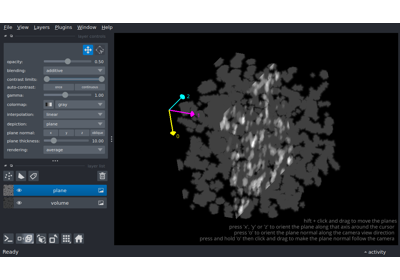 File View Layers Plugins Window Help
layer controls
opacity: 0.50
blending: additive
contrast limits:
auto-contrast: once continuous
gamma: 1.00
colormap: gray
interpolation: linear
depiction: plane
plane normal: z y x oblique
plane thickness: 10.00
rendering: average
layer list
plane
volume
2
0
shift + click and drag to move the plane
press 'x', 'y' or 'z' to orient the plane along that axis around the cursor
press 'o' to orient the plane normal along the camera view direction
press and hold 'o' then click and drag to make the plane normal follow the camera
Ready
activity